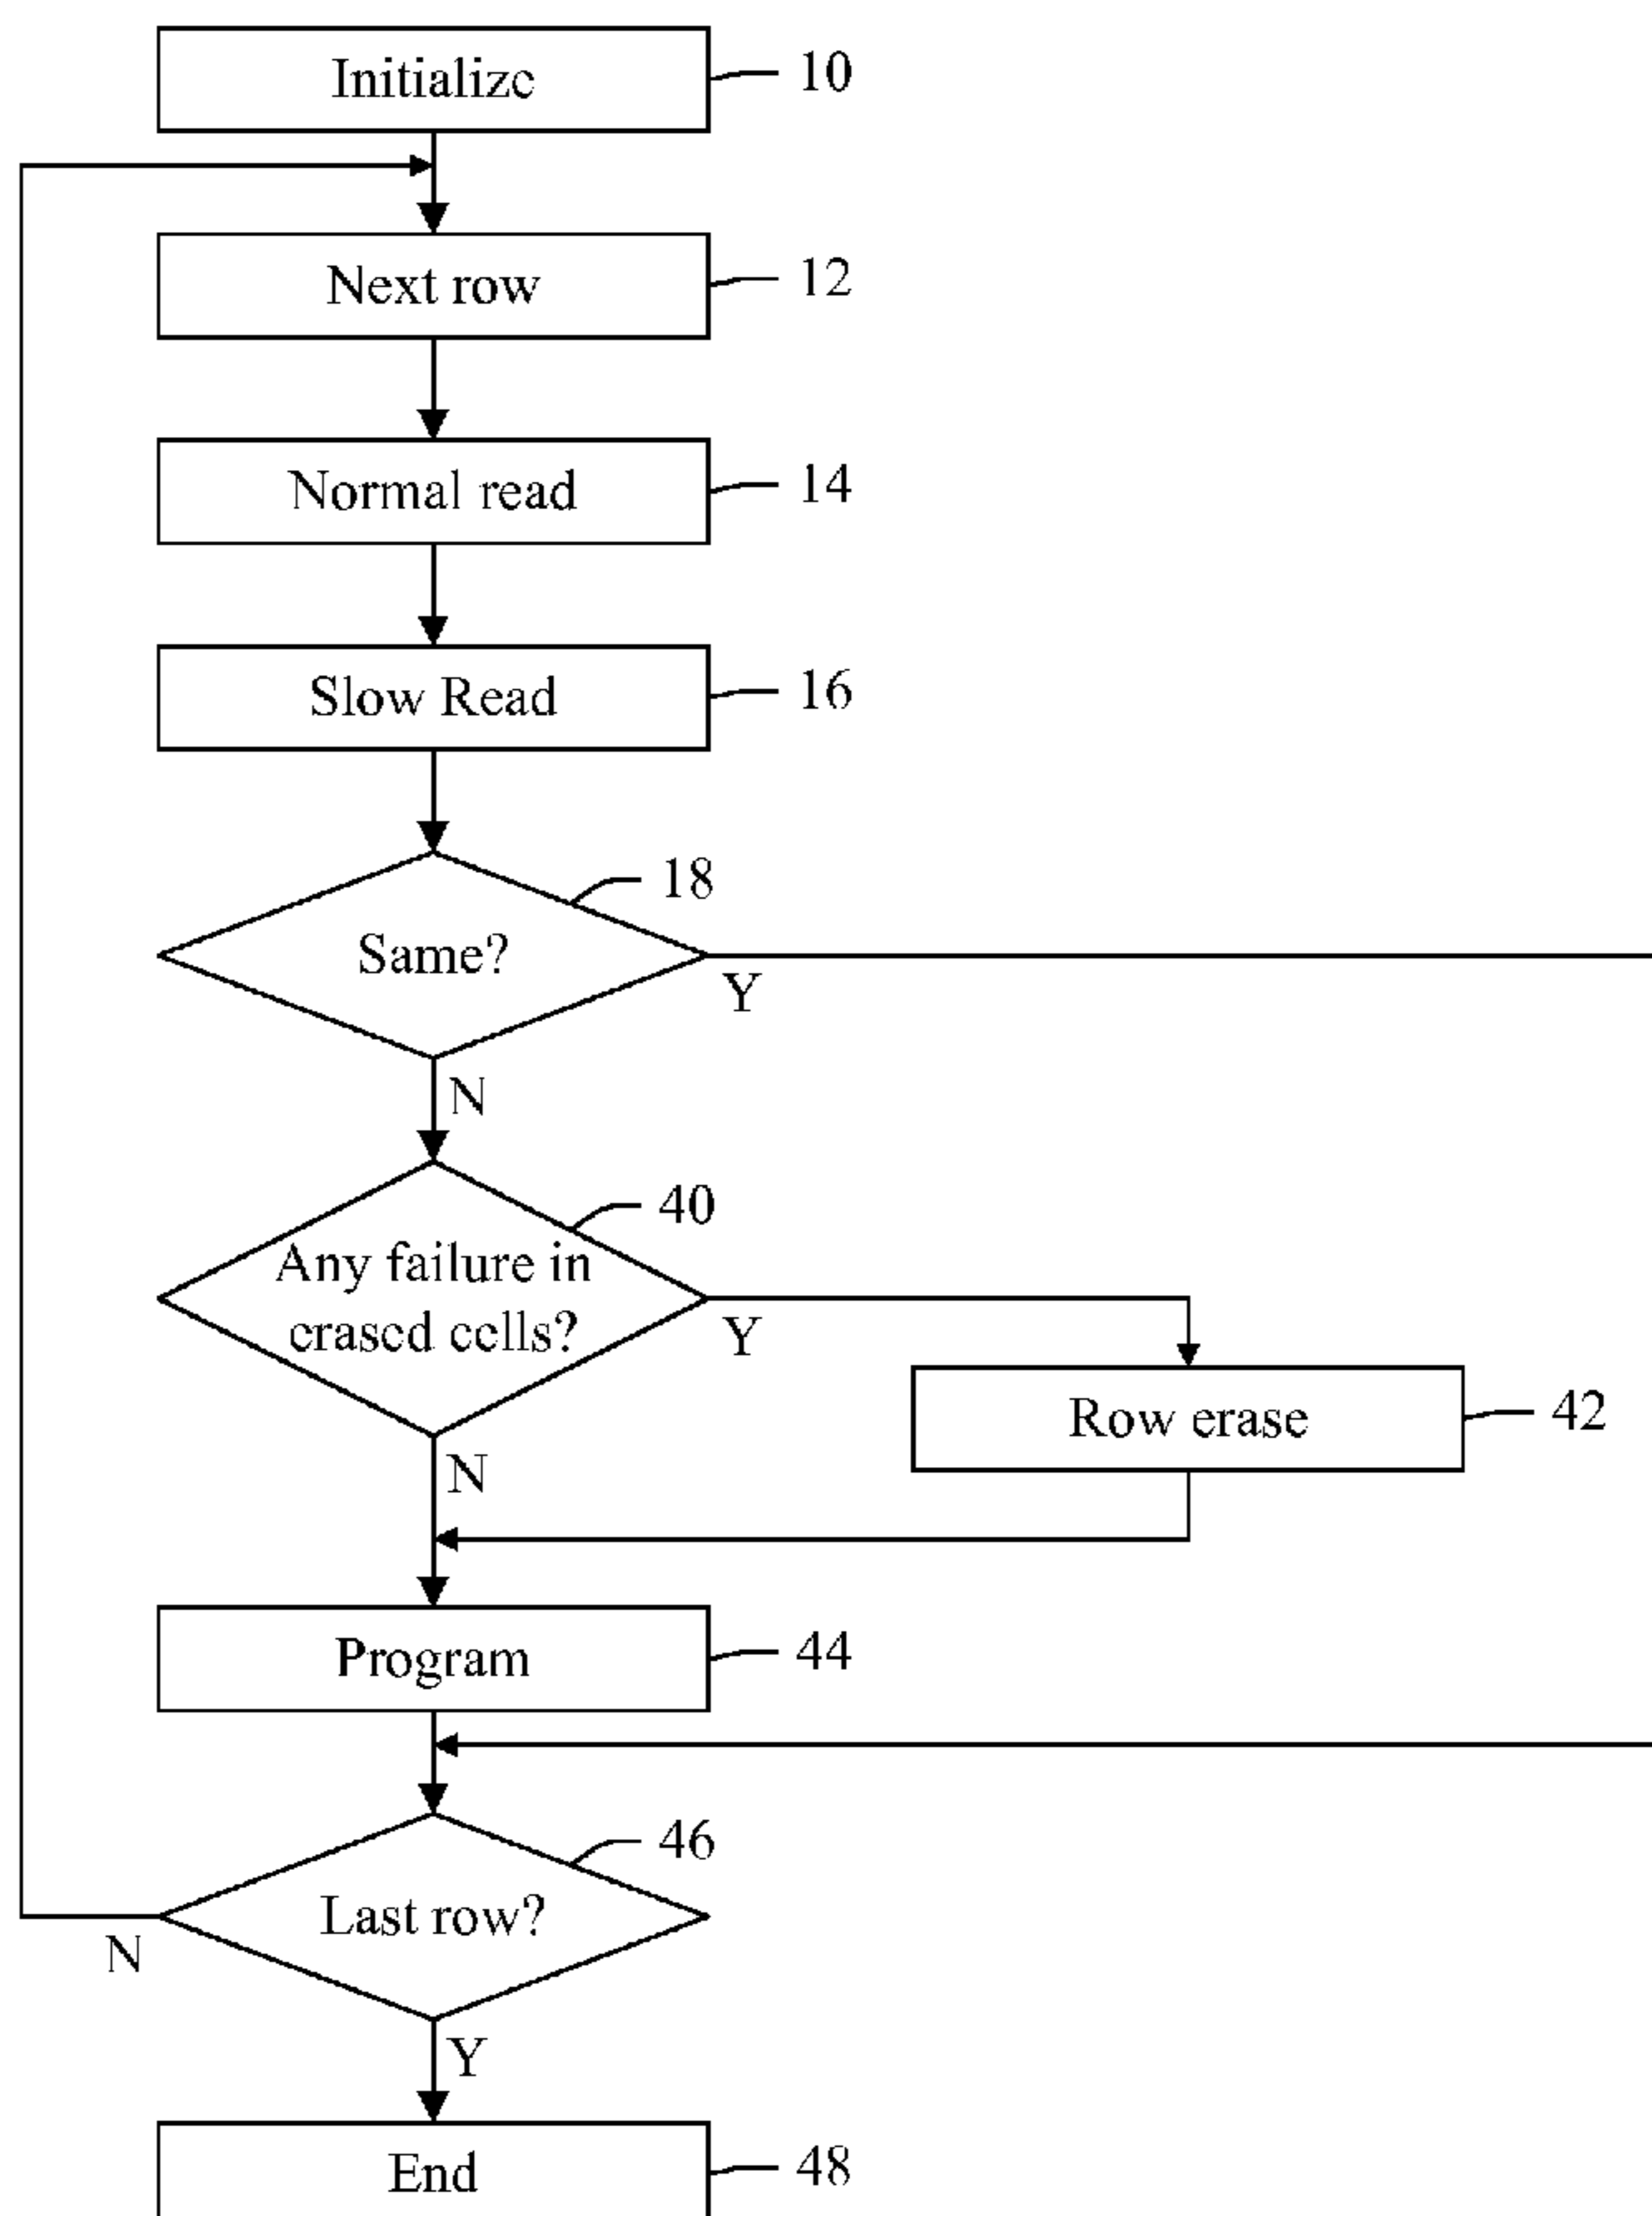 Initialize
10
Next row
12
Normal read
14
Slow Read
16
18
Same?
Y
N
40
Any failure in
erased cells?
Y
Row erase
42
N
Program
44
46
Last row?
N
Y
End
48